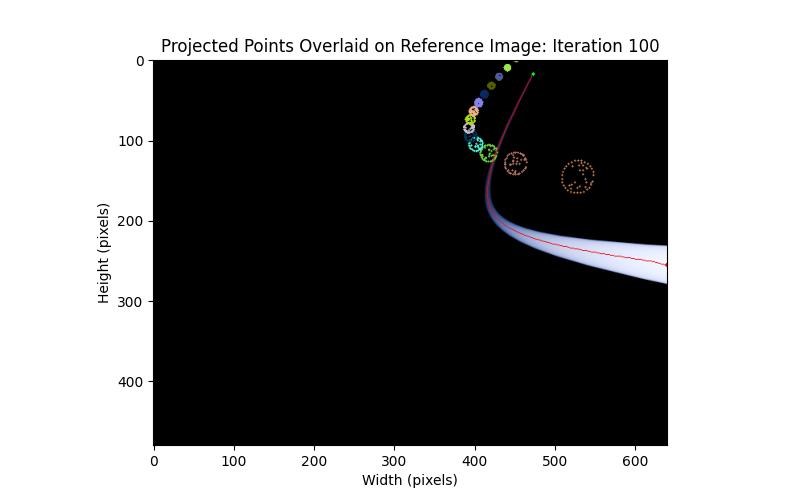 Projected Points Overlaid on Reference Image: Iteration 100
0
100
200
300
400
Height (pixels)
0 100 200 300 400 500 600
Width (pixels)